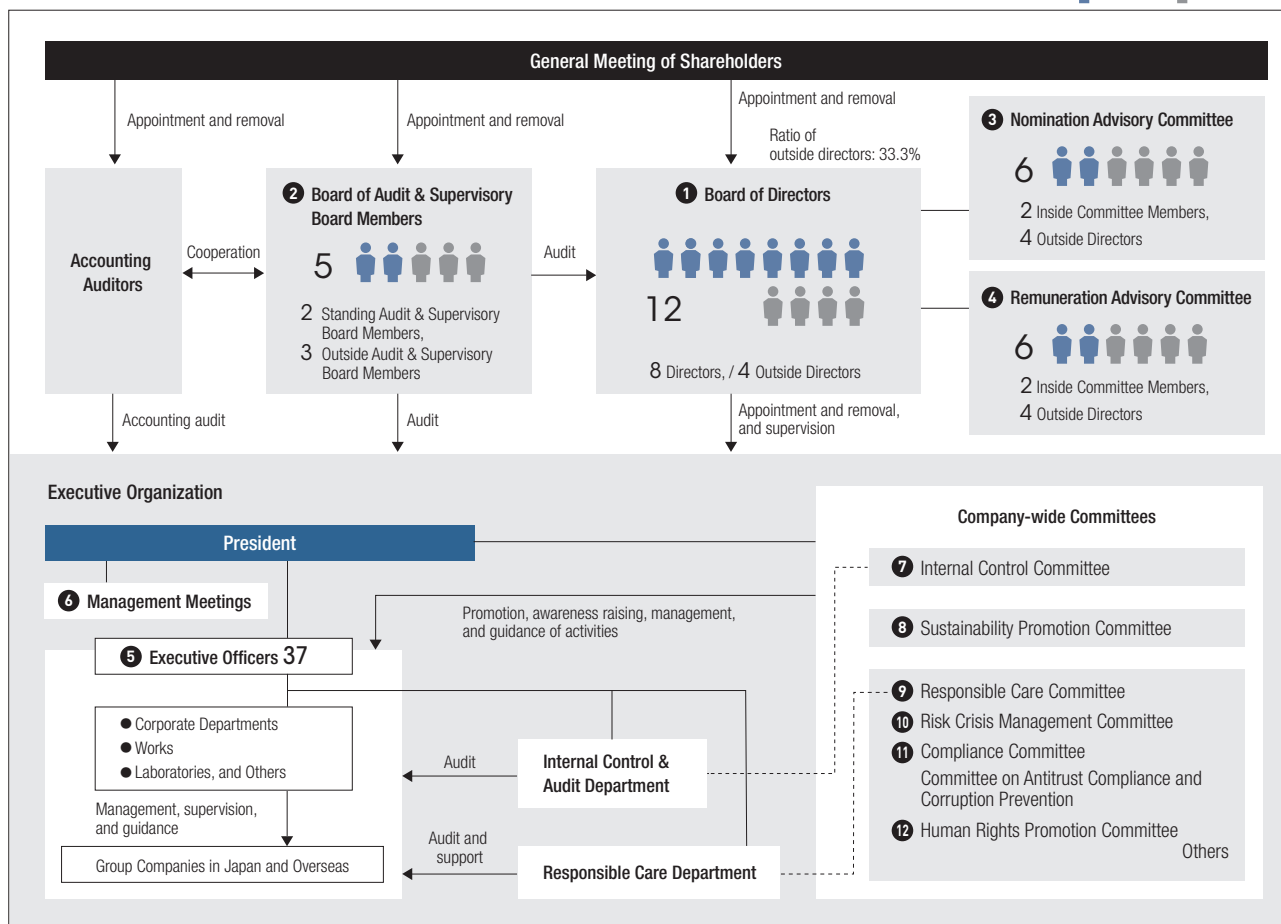 General Meeting of Shareholders
Appointment and removal
Appointment and removal
Appointment and removal
Ratio of
outside directors: 33.3%
Accounting
Auditors
Cooperation
2 Board of Audit & Supervisory
Board Members
5
2 Standing Audit & Supervisory
Board Members,
3 Outside Audit & Supervisory
Board Members
Audit
1 Board of Directors
12
8 Directors, / 4 Outside Directors
3 Nomination Advisory Committee
6
2 Inside Committee Members,
4 Outside Directors
4 Remuneration Advisory Committee
6
2 Inside Committee Members,
4 Outside Directors
Accounting audit
Audit
Appointment and removal,
and supervision
Executive Organization
President
6 Management Meetings
5 Executive Officers 37
● Corporate Departments
● Works
● Laboratories, and Others
Management, supervision,
and guidance
Group Companies in Japan and Overseas
Promotion, awareness raising, management,
and guidance of activities
Audit
Internal Control &
Audit Department
Audit and
support
Responsible Care Department
Company-wide Committees
7 Internal Control Committee
8 Sustainability Promotion Committee
9 Responsible Care Committee
10 Risk Crisis Management Committee
11 Compliance Committee
Committee on Antitrust Compliance and
Corruption Prevention
12 Human Rights Promotion Committee
Others